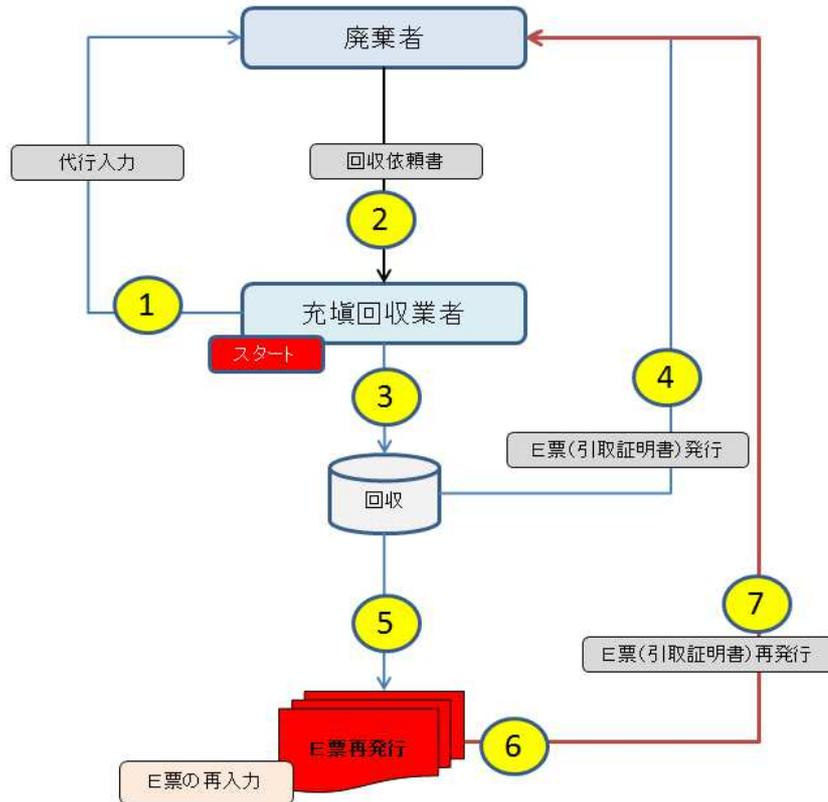 廃棄者
代行入力
回収依頼書
2
1
充塡回収業者
スタート
3
4
E票(引取証明書)発行
回収
5
7
E票(引取証明書)再発行
E票再発行
6
E票の再入力